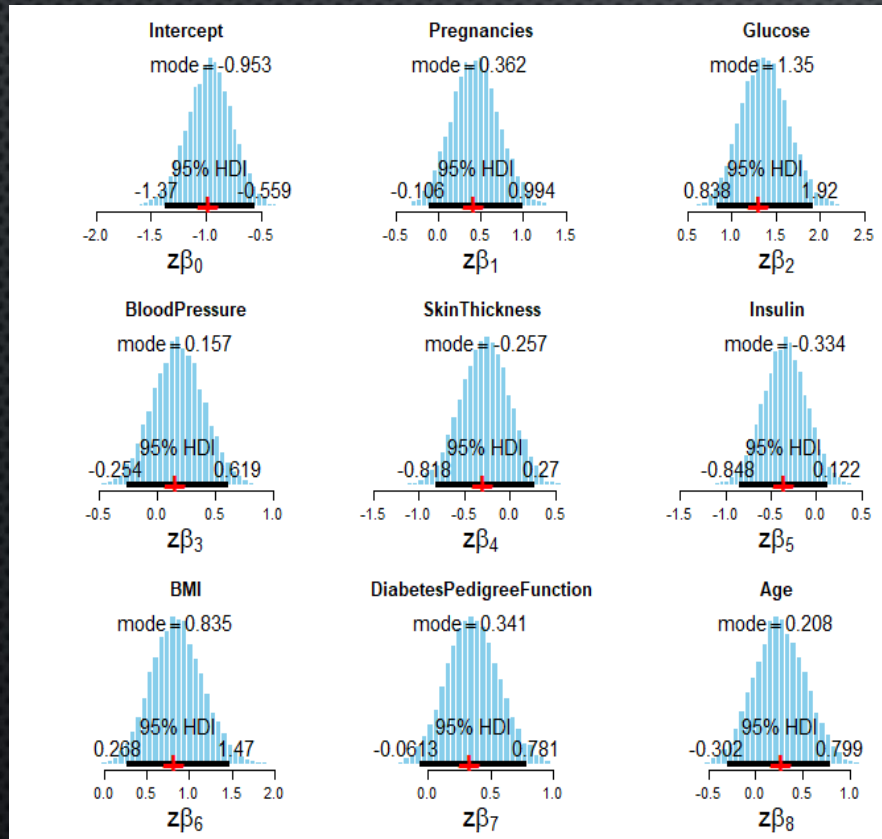 Intercept
mode = -0.953
95% HDI
-1.37 -0.559
-2.0 -1.5 -1.0 -0.5
zβ0
Pregnancies
mode = 0.362
95% HDI
-0.106 0.994
-0.5 0.0 0.5 1.0 1.5
zβ1
Glucose
mode = 1.35
95% HDI
0.838 1.92
0.5 1.0 1.5 2.0 2.5
zβ2
BloodPressure
mode = 0.157
95% HDI
-0.254 0.619
-0.5 0.0 0.5 1.0
zβ3
SkinThickness
mode = -0.257
95% HDI
-0.818 0.27
-1.5 -1.0 -0.5 0.0 0.5
zβ4
Insulin
mode = -0.334
95% HDI
-0.848 0.122
-1.5 -1.0 -0.5 0.0 0.5
zβ5
BMI
mode = 0.835
95% HDI
0.268 1.47
0.0 0.5 1.0 1.5 2.0
zβ6
DiabetesPedigreeFunction
mode = 0.341
95% HDI
-0.0613 0.781
0.0 0.5 1.0
zβ7
Age
mode = 0.208
95% HDI
-0.302 0.799
-0.5 0.0 0.5 1.0
zβ8